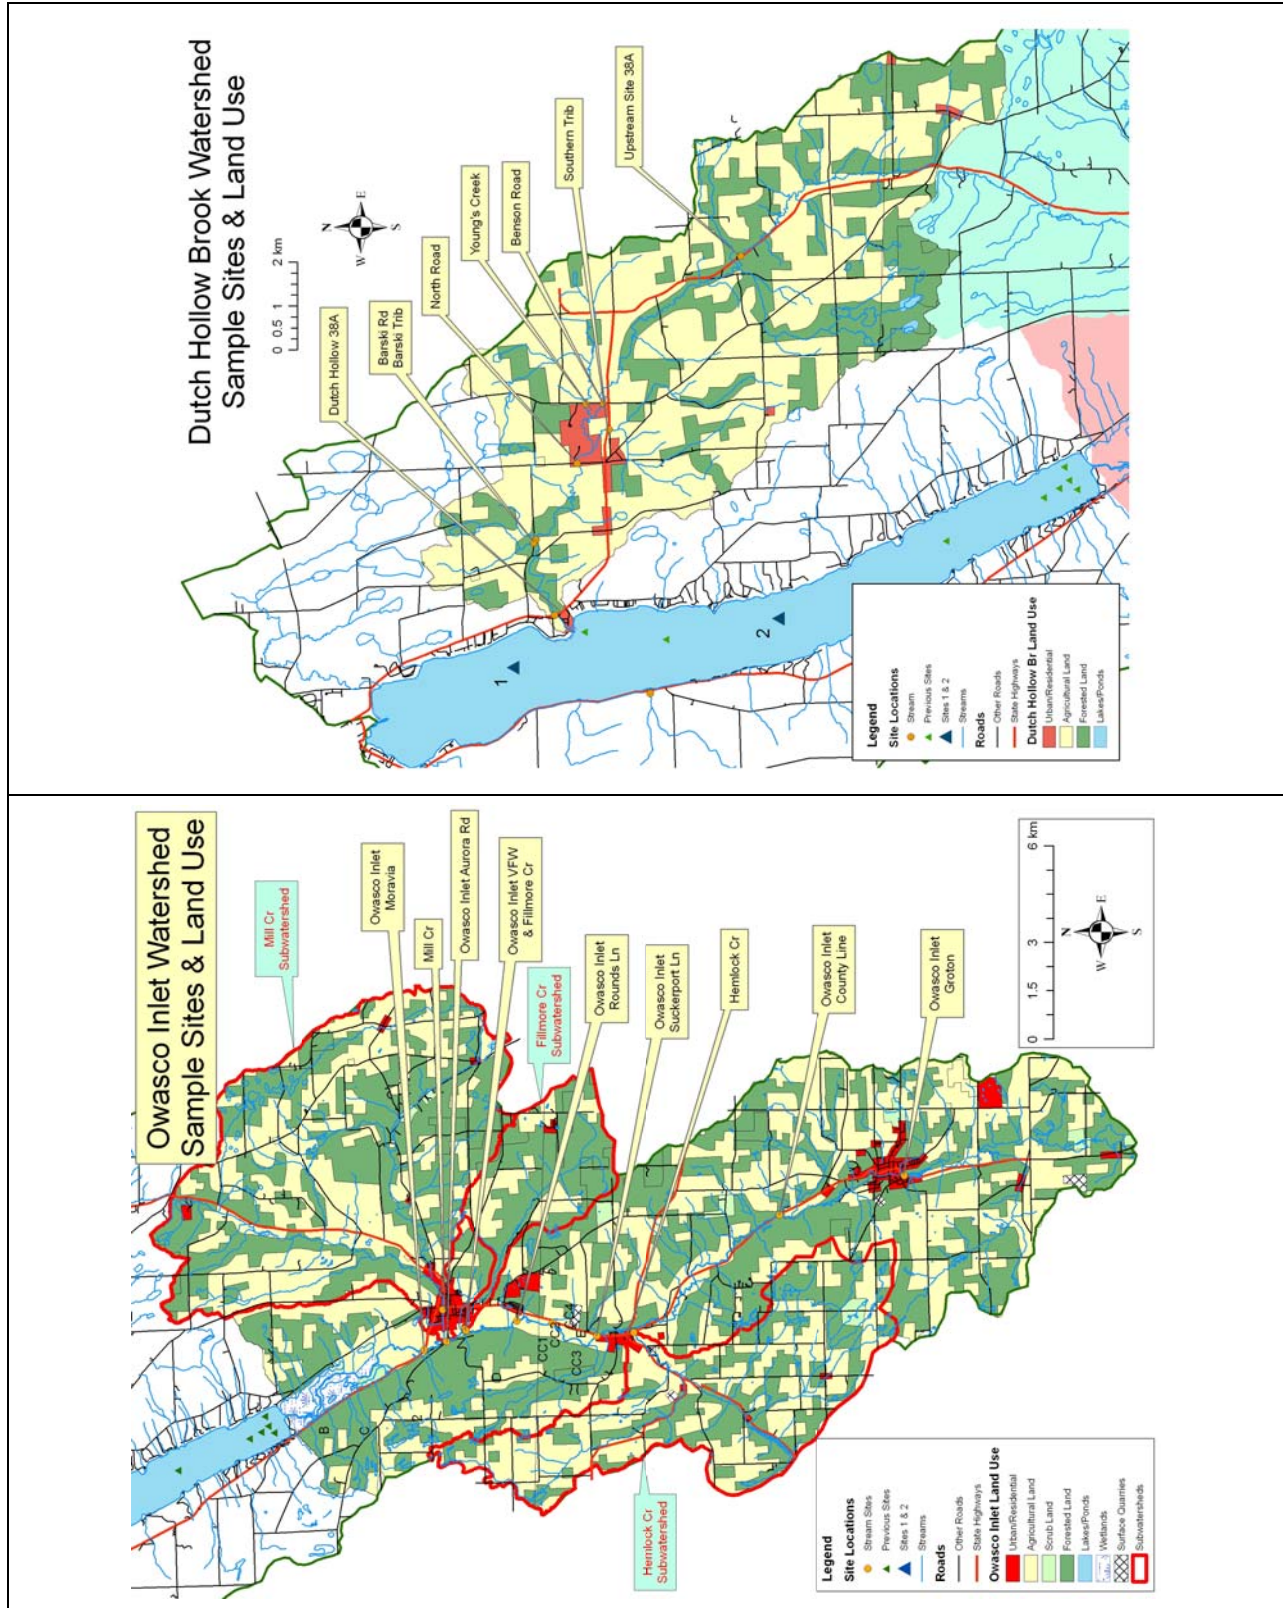 Dutch Hollow Brook Watershed
Sample Sites & Land Use
0 0.5 1 2 km
N
W
E
S
Dutch Hollow 38A
Barski Rd
Barski Trib
North Road
Young's Creek
Benson Road
Southern Trib
Upstream Site 38A
1
2
Legend
Site Locations
Stream
Previous Sites
Sites 1 & 2
Streams
Roads
Other Roads
State Highways
Dutch Hollow Br Land Use
Urban/Residential
Agricultural Land
Forested Land
Lakes/Ponds
Owasco Inlet Watershed
Sample Sites & Land Use
Mill Cr
Subwatershed
Owasco Inlet
Moravia
Mill Cr
Owasco Inlet Aurora Rd
Owasco Inlet VFW
& Fillmore Cr
Fillmore Cr
Subwatershed
Owasco Inlet
Rounds Ln
Owasco Inlet
Suckerport Ln
Hemlock Cr
Owasco Inlet
County Line
Owasco Inlet
Groton
Hemlock Cr
Subwatershed
B
C
2
D
CC1
CC2
CC3
CC4
E
0 1.5 3 6 km
N
W
E
S
Legend
Site Locations
Stream Sites
Previous Sites
Sites 1 & 2
Streams
Roads
Other Roads
State Highways
Owasco Inlet Land Use
Urban/Residential
Agricultural Land
Scrub Land
Forested Land
Lakes/Ponds
Wetlands
Surface Quarries
Subwatersheds